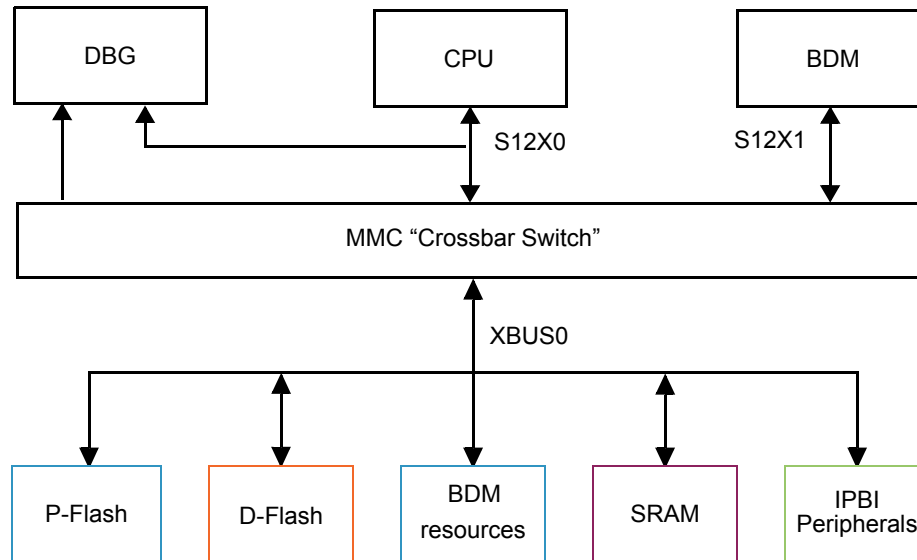 DBG
CPU
BDM
S12X0
S12X1
MMC “Crossbar Switch”
XBUS0
P-Flash
D-Flash
BDM
resources
SRAM
IPBI
Peripherals